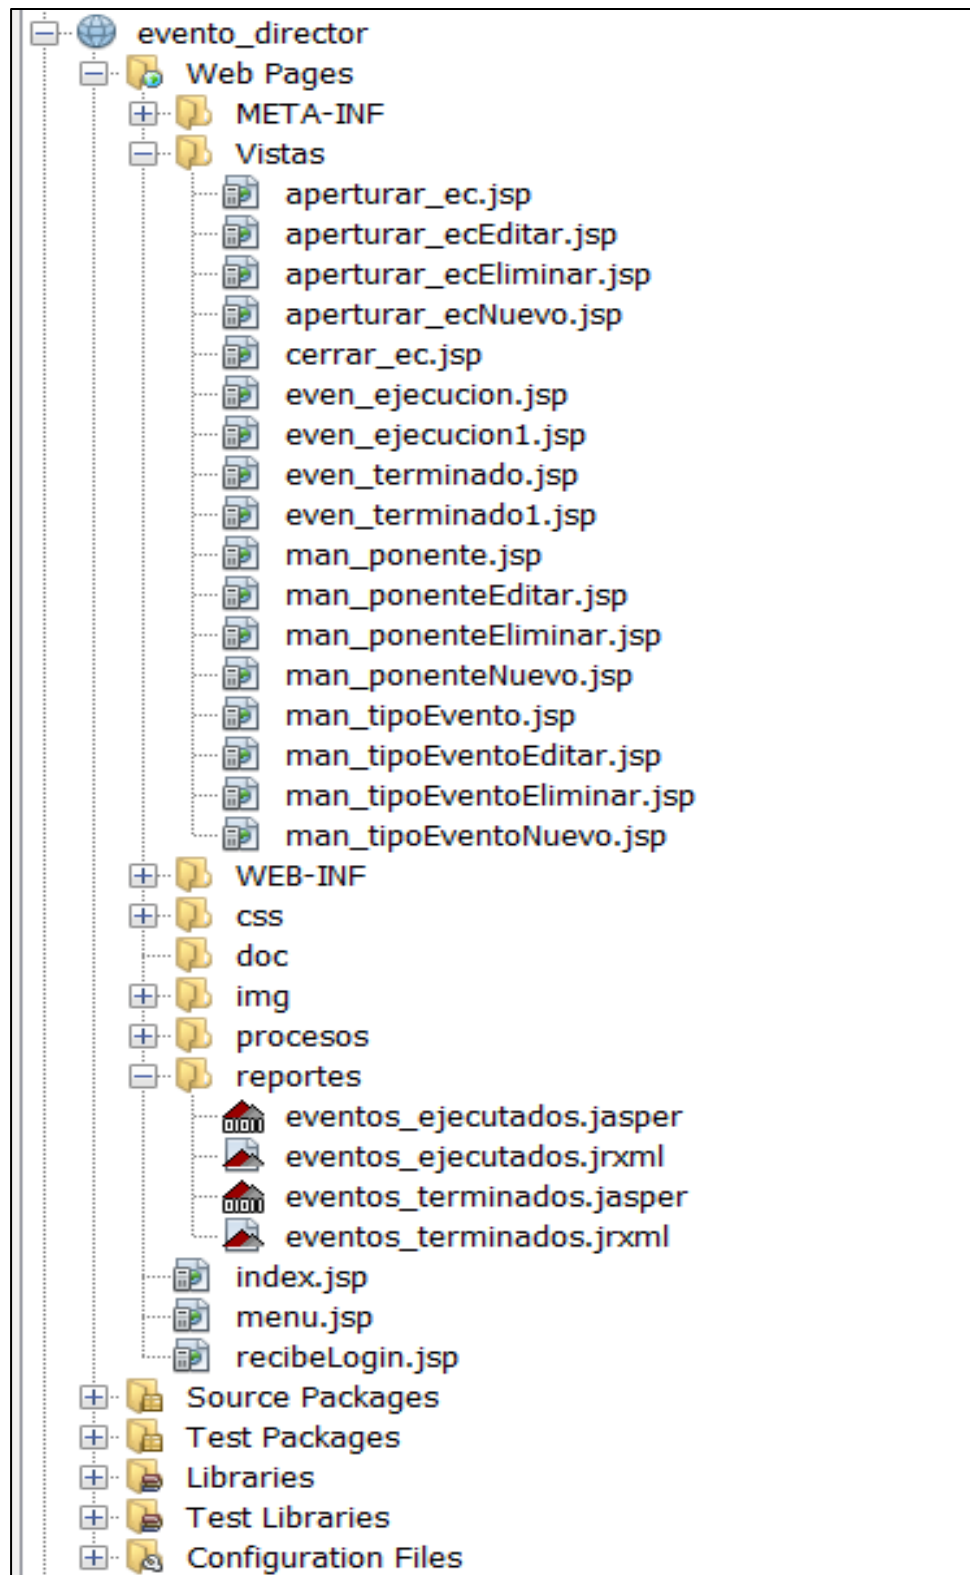 evento_director
Web Pages
META-INF
Vistas
aperturar_ec.jsp
aperturar_ecEditar.jsp
aperturar_ecEliminar.jsp
aperturar_ecNuevo.jsp
cerrar_ec.jsp
even_ejecucion.jsp
even_ejecucion1.jsp
even_terminado.jsp
even_terminado1.jsp
man_ponente.jsp
man_ponenteEditar.jsp
man_ponenteEliminar.jsp
man_ponenteNuevo.jsp
man_tipoEvento.jsp
man_tipoEventoEditar.jsp
man_tipoEventoEliminar.jsp
man_tipoEventoNuevo.jsp
WEB-INF
css
doc
img
procesos
reportes
eventos_ejecutados.jasper
eventos_ejecutados.jrxml
eventos_terminados.jasper
eventos_terminados.jrxml
index.jsp
menu.jsp
recibeLogin.jsp
Source Packages
Test Packages
Libraries
Test Libraries
Configuration Files